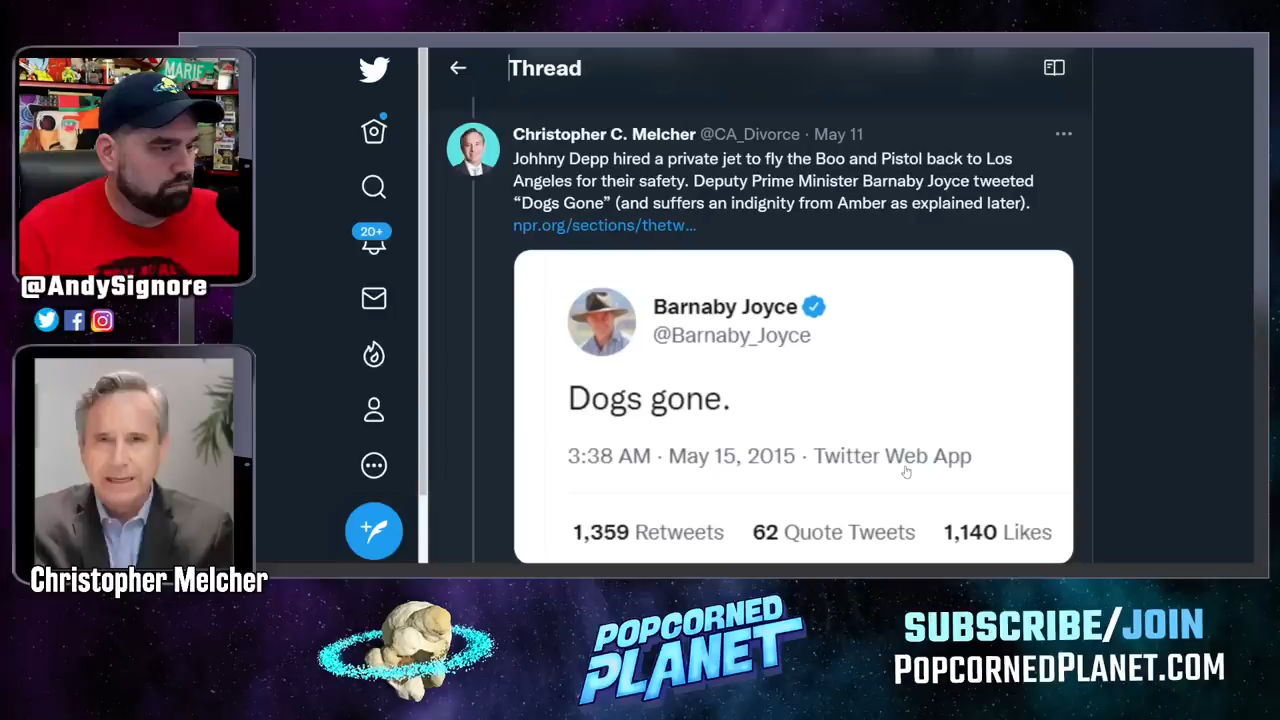 MARIE
@AndySignore
Christopher Melcher
Thread
Christopher C. Melcher @CA_Divorce · May 11
Johhny Depp hired a private jet to fly the Boo and Pistol back to Los
Angeles for their safety. Deputy Prime Minister Barnaby Joyce tweeted
“Dogs Gone” (and suffers an indignity from Amber as explained later).
npr.org/sections/thetw...
20+
Barnaby Joyce
@Barnaby_Joyce
Dogs gone.
3:38 AM · May 15, 2015 · Twitter Web App
1,359 Retweets 62 Quote Tweets 1,140 Likes
POPCORNED
PLANET
SUBSCRIBE/JOIN
POPCORNEDPLANET.COM